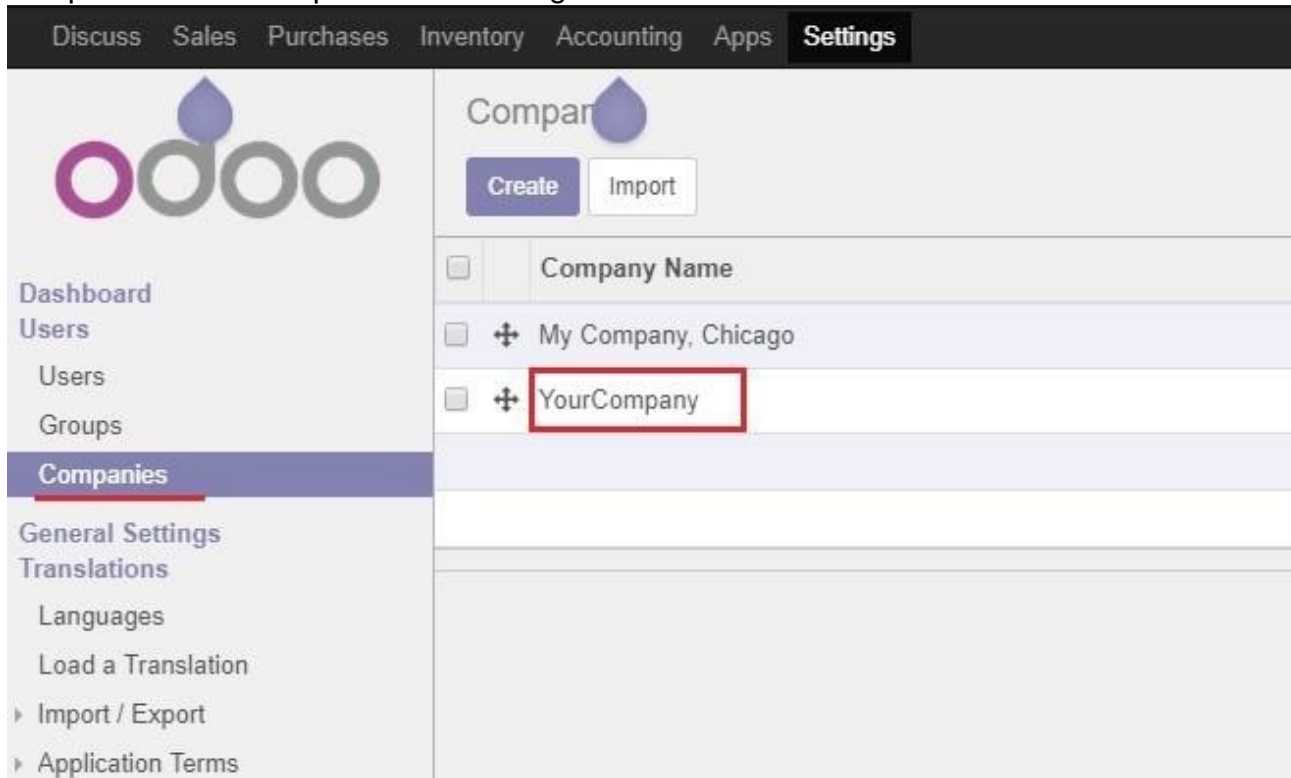 Discuss Sales Purchases Inventory Accounting Apps Settings
odoo
Dashboard
Users
Users
Groups
Companies
General Settings
Translations
Languages
Load a Translation
Import / Export
Application Terms
Create Import
Company Name
My Company, Chicago
YourCompany